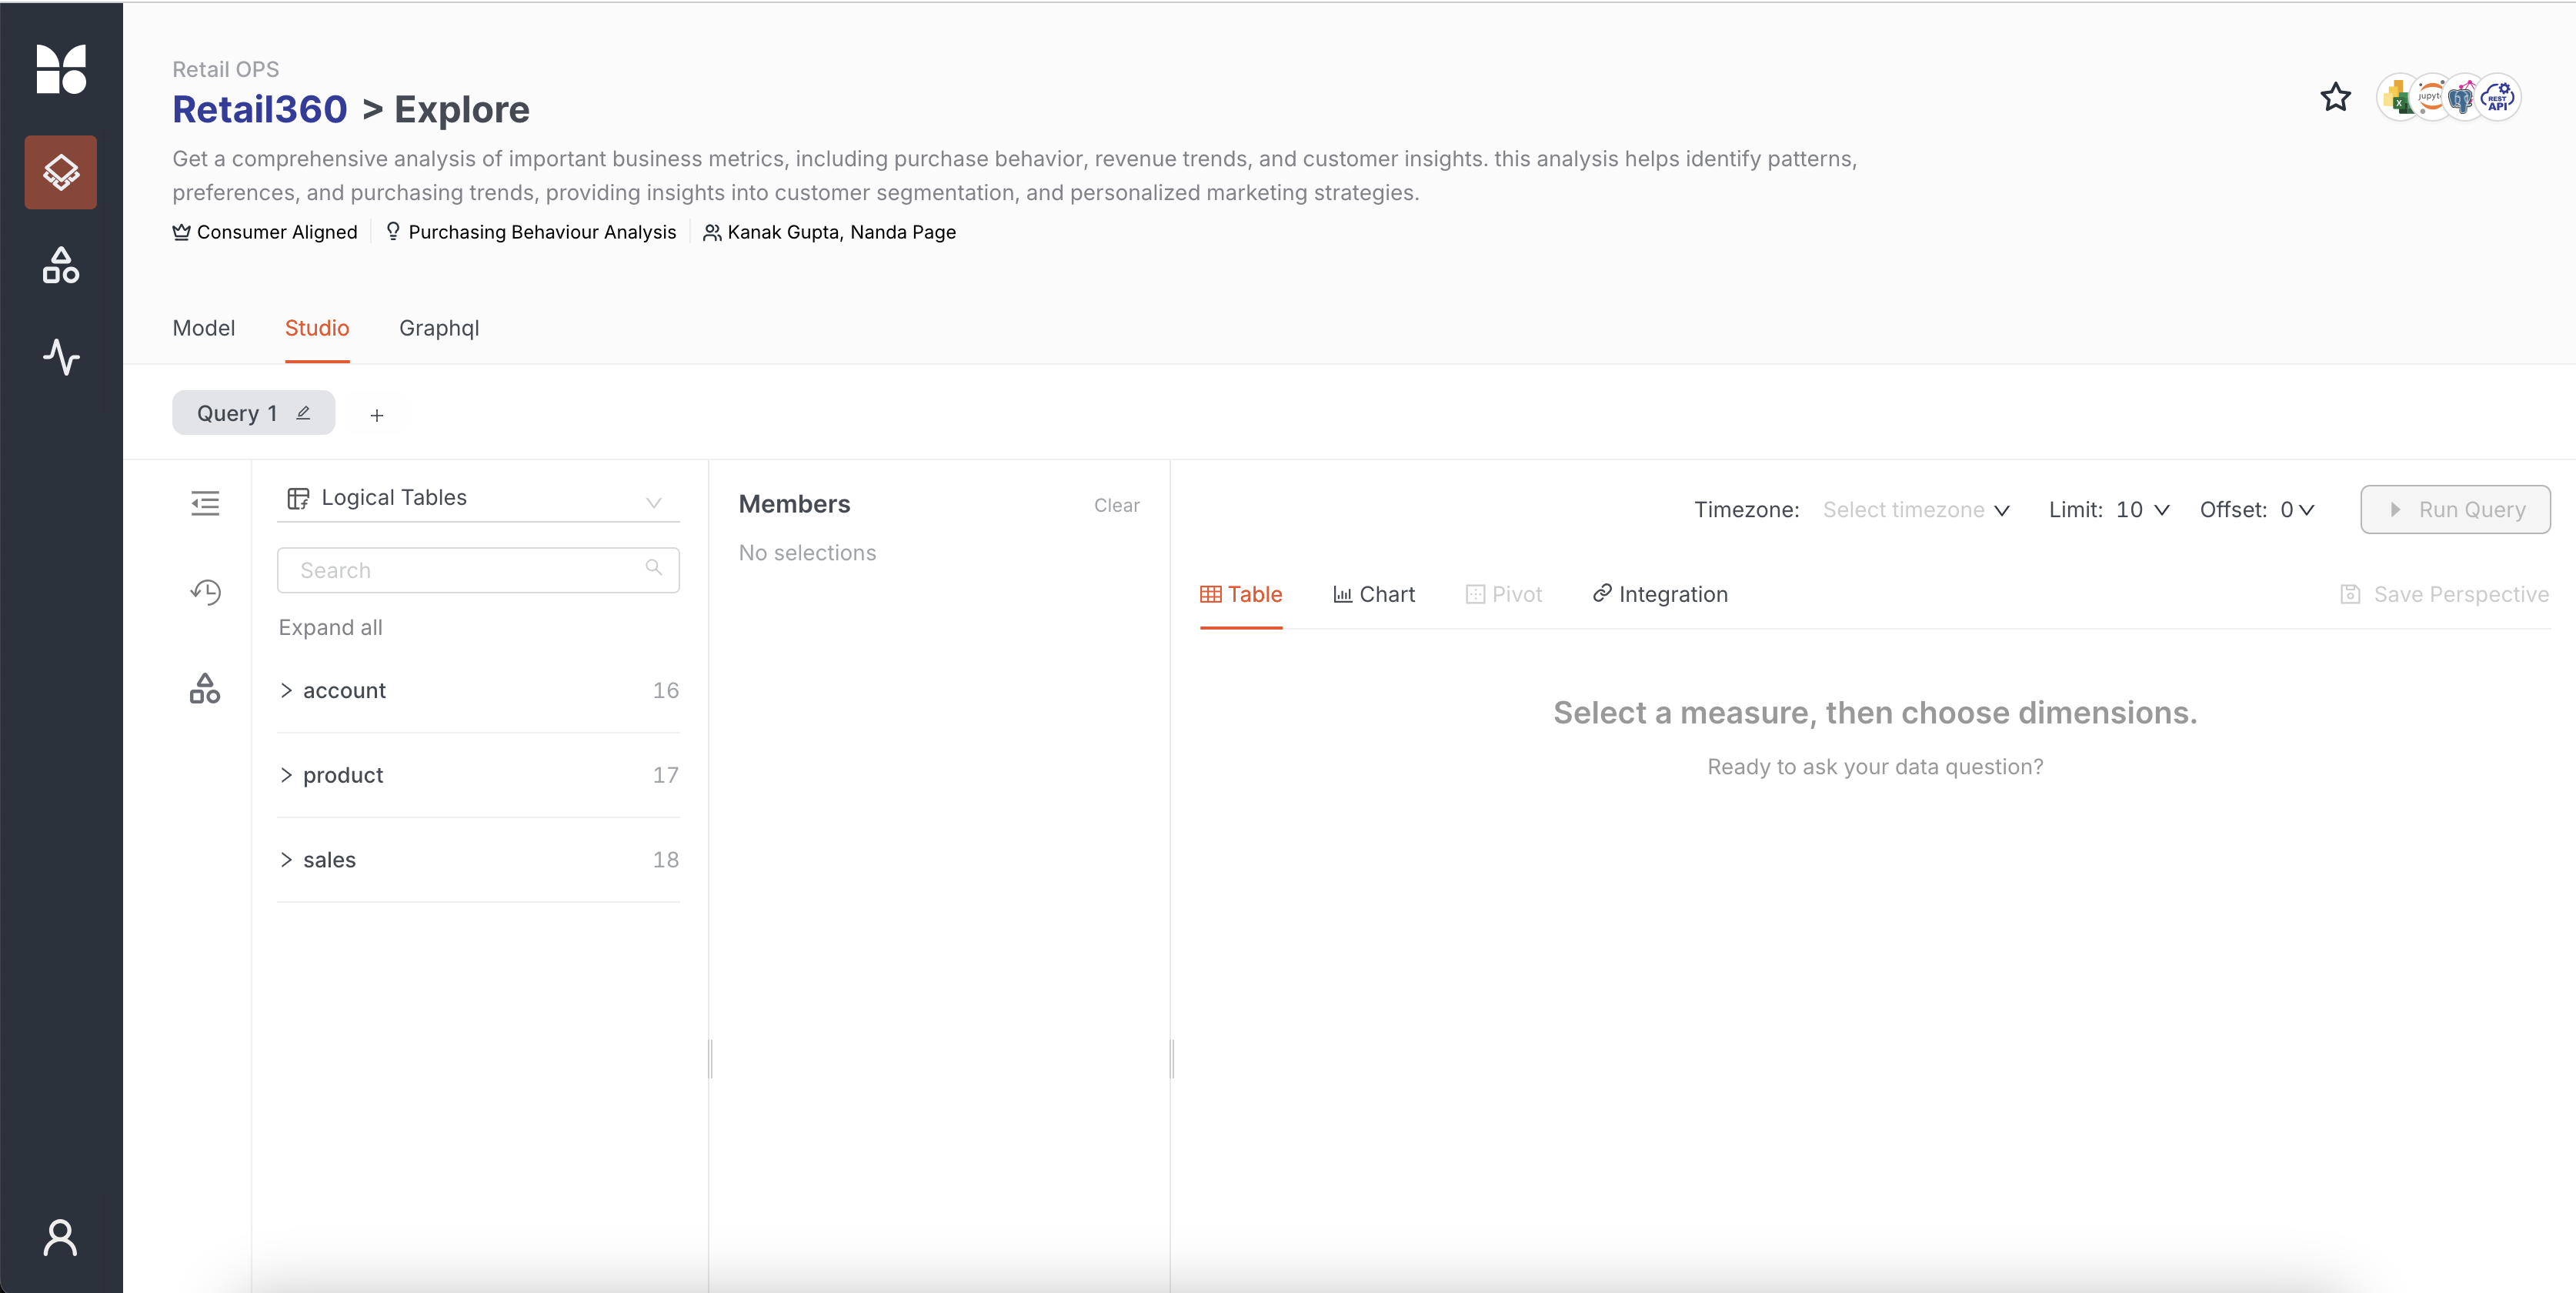 Retail OPS
Retail360 > Explore
Get a comprehensive analysis of important business metrics, including purchase behavior, revenue trends, and customer insights. this analysis helps identify patterns,
preferences, and purchasing trends, providing insights into customer segmentation, and personalized marketing strategies.
Consumer Aligned
Purchasing Behaviour Analysis
Kanak Gupta, Nanda Page
REST
API
Model
Studio
Graphql
Query 1
+
Logical Tables
Search
Expand all
account 16
product 17
sales 18
Members
Clear
No selections
Timezone: Select timezone
Limit: 10
Offset: 0
Run Query
Table
Chart
Pivot
Integration
Save Perspective
Select a measure, then choose dimensions.
Ready to ask your data question?